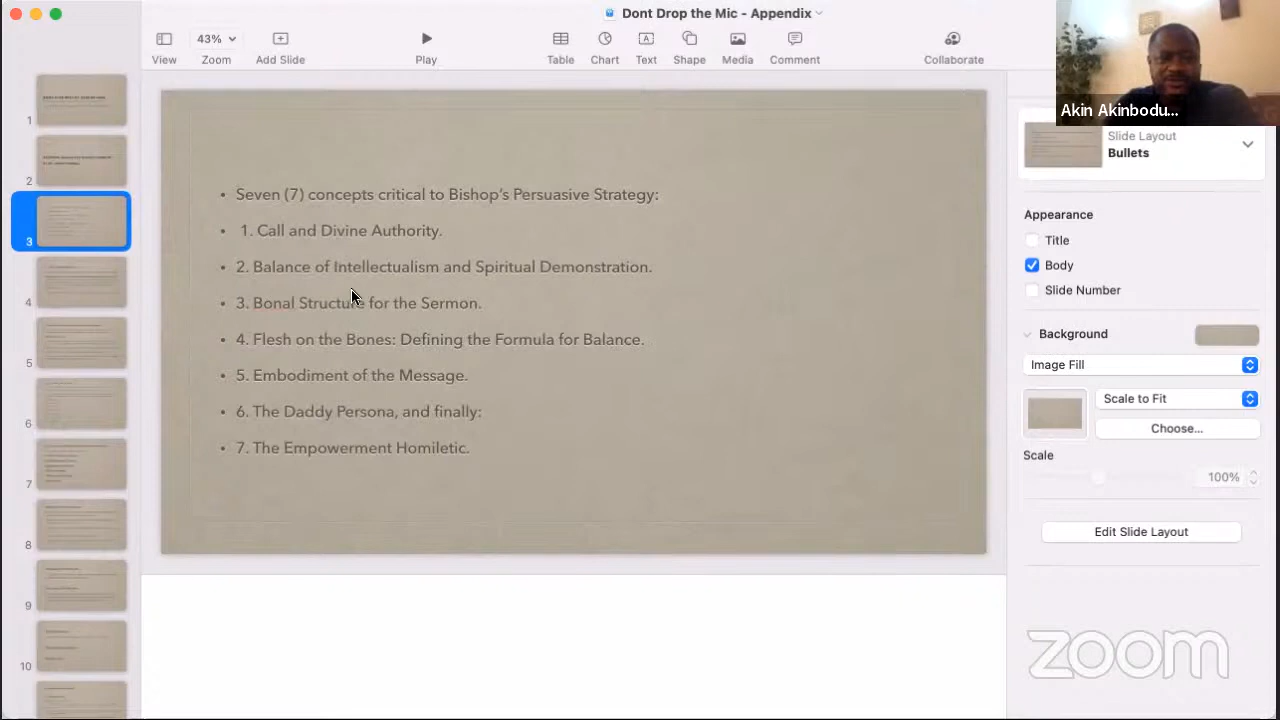 Dont Drop the Mic - Appendix
43%
View
Zoom
Add Slide
Play
Table
Chart
Text
Shape
Media
Comment
Collaborate
Akin Akinbodu...
1
2
3
4
5
6
7
8
9
10
• Seven (7) concepts critical to Bishop's Persuasive Strategy:
• 1. Call and Divine Authority.
• 2. Balance of Intellectualism and Spiritual Demonstration.
• 3. Bonal Structure for the Sermon.
• 4. Flesh on the Bones: Defining the Formula for Balance.
• 5. Embodiment of the Message.
• 6. The Daddy Persona, and finally:
• 7. The Empowerment Homiletic.
Slide Layout
Bullets
Appearance
Title
Body
Slide Number
Background
Image Fill
Scale to Fit
Choose...
Scale
100%
Edit Slide Layout
zoom